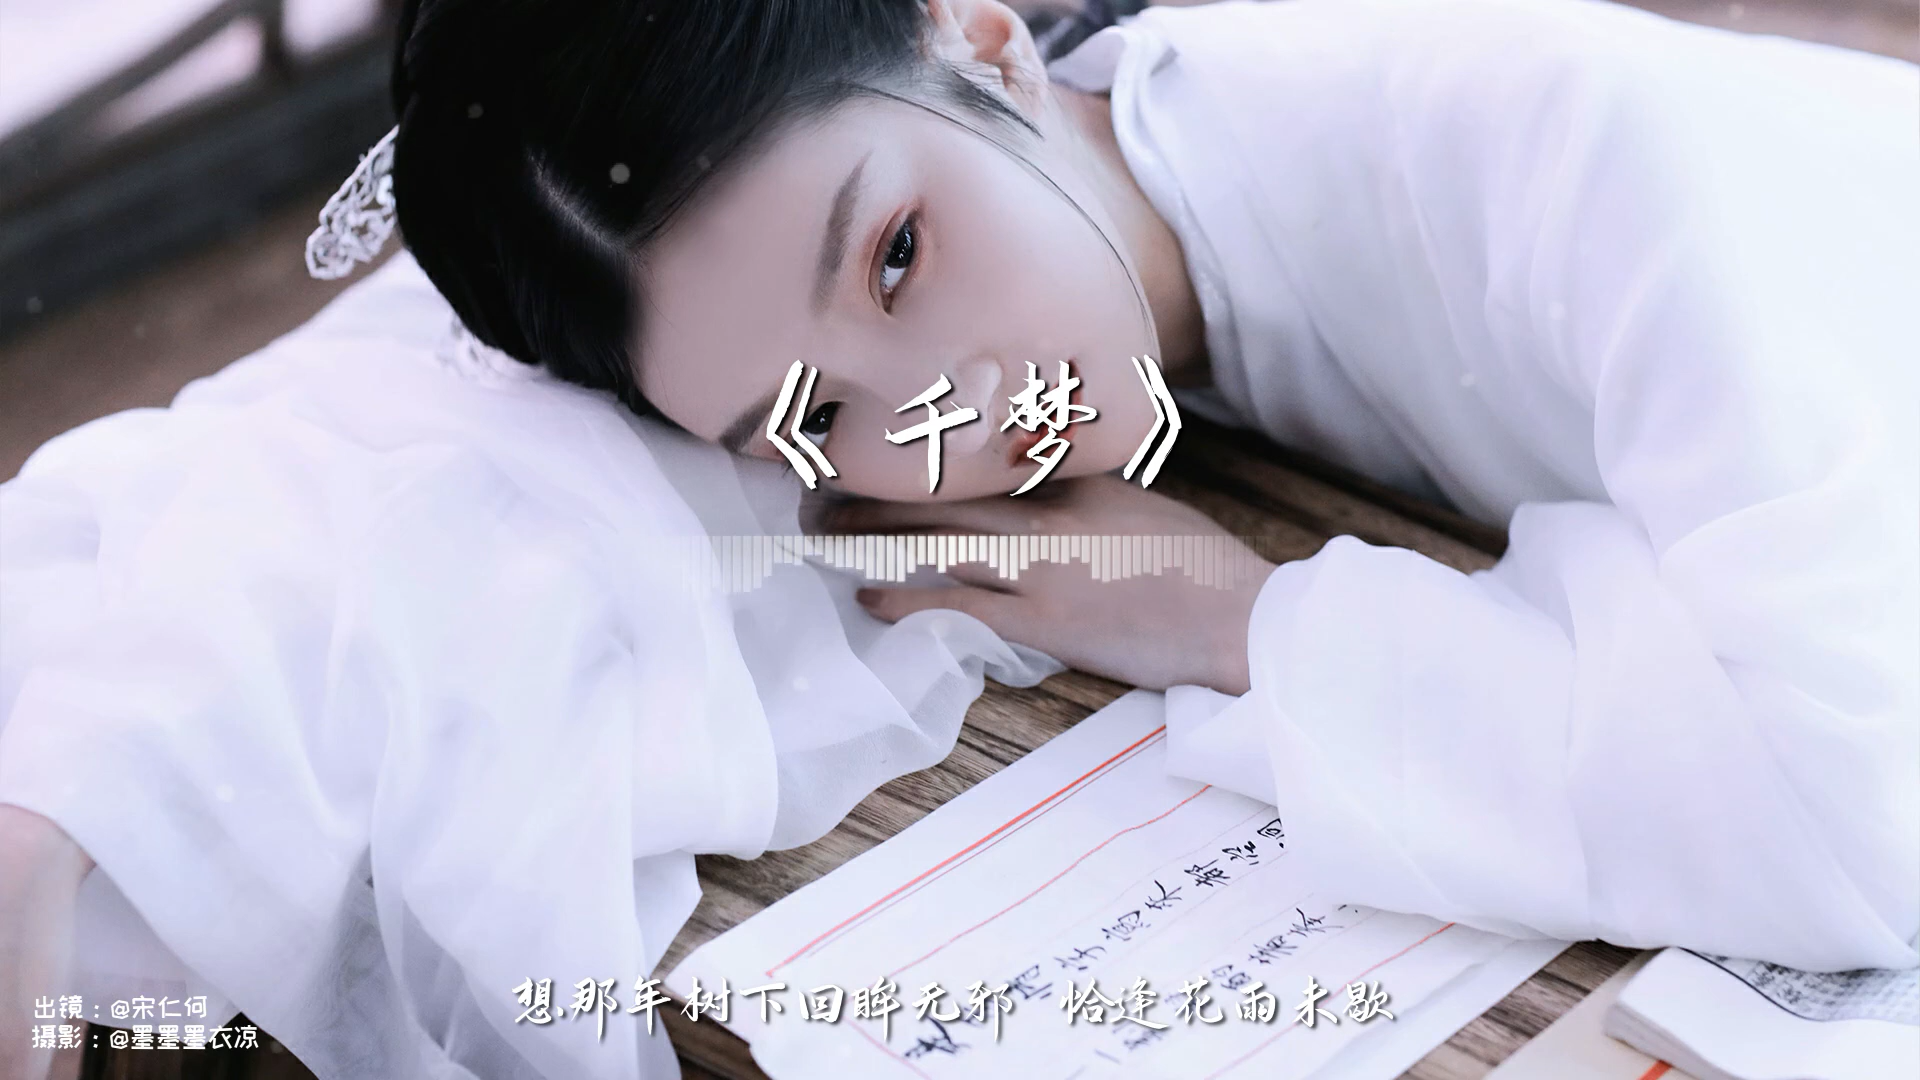 《千梦》
想那年树下回眸无邪 恰逢花雨未歇
出镜：@宋仁何
摄影：@墨墨墨衣凉